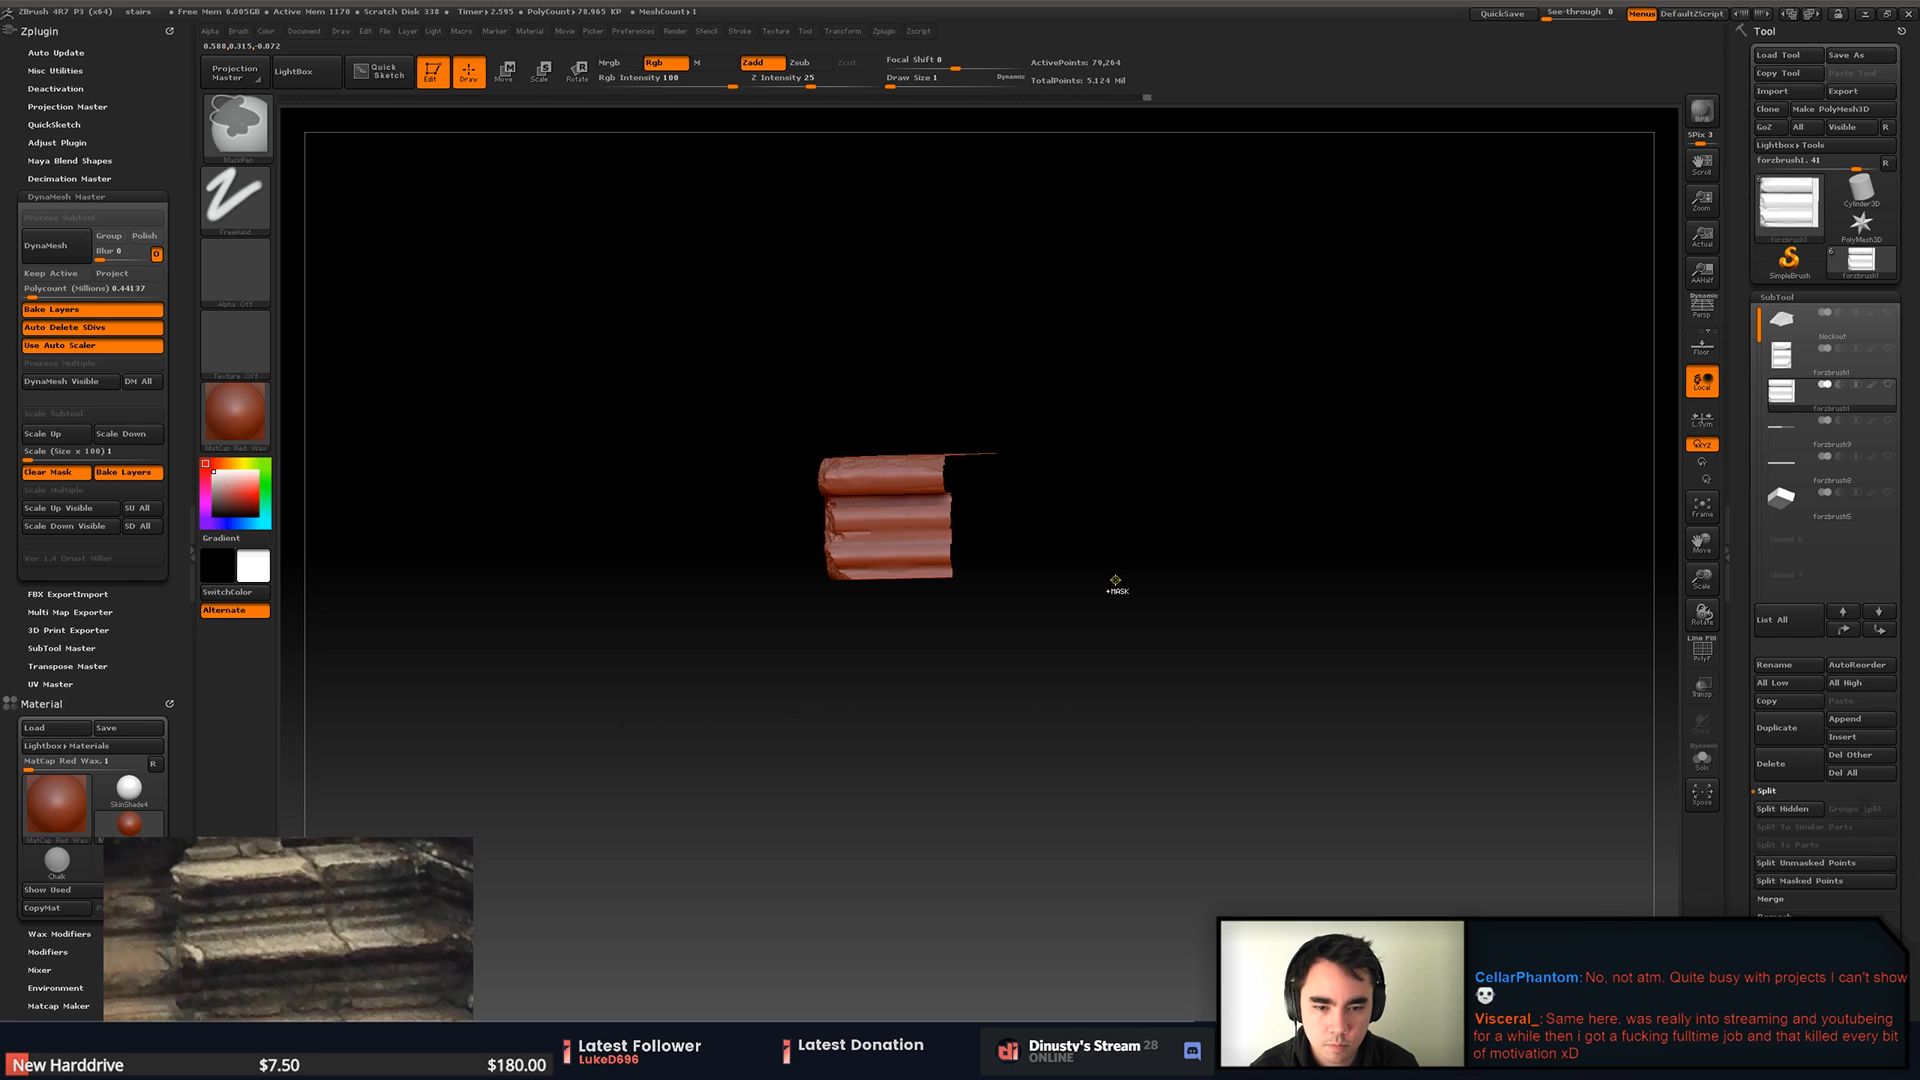 ZBrush 4R7 P3 (x64) stairs • Free Mem 6.005GB • Active Mem 1170 • Scratch Disk 338 • Timer▸2.595 • PolyCount▸78.965 KP • MeshCount▸1
QuickSave See-through 0 Menus DefaultZScript
Zplugin
Alpha Brush Color Document Draw Edit File Layer Light Macro Marker Material Movie Picker Preferences Render Stencil Stroke Texture Tool Transform Zplugin Zscript
Tool
0.588,0.315,-0.072
Auto Update
Misc Utilities
Deactivation
Projection Master
QuickSketch
Adjust Plugin
Maya Blend Shapes
Decimation Master
DynaMesh Master
Process Subtool
DynaMesh
Group Polish
Blur 0
Keep Active Project
Polycount (Millions) 0.44137
Bake Layers
Auto Delete SDivs
Use Auto Scaler
Process Multiple
DynaMesh Visible DM All
Scale Subtool
Scale Up Scale Down
Scale (Size x 100) 1
Clear Mask Bake Layers
Scale Multiple
Scale Up Visible SU All
Scale Down Visible SD All
Ver 1.4 Drust Miller
FBX ExportImport
Multi Map Exporter
3D Print Exporter
SubTool Master
Transpose Master
UV Master
Material
Load Save
Lightbox▸Materials
MatCap Red Wax. 1 R
SkinShade4
MatCap Red Wax
Chalk
Show Used
CopyMat
Wax Modifiers
Modifiers
Mixer
Environment
Matcap Maker
Projection Master
LightBox
Quick Sketch
Edit
Draw
Move
Scale
Rotate
Mrgb Rgb M
Rgb Intensity 100
Zadd Zsub Zcut
Z Intensity 25
Focal Shift 0
Draw Size 1
Dynamic
ActivePoints: 79,264
TotalPoints: 5.124 Mil
MaskPen
FreeHand
Alpha Off
Texture Off
MatCap Red Wax
Gradient
SwitchColor
Alternate
+MASK
BPR
SPix 3
Scroll
Zoom
Actual
AAHalf
Dynamic
Persp
Floor
Local
L.Sym
XYZ
Frame
Move
Scale
Rotate
Line Fill
PolyF
Transp
Ghost
Dynamic
Solo
Xpose
Load Tool Save As
Copy Tool Paste Tool
Import Export
Clone Make PolyMesh3D
GoZ All Visible R
Lightbox▸Tools
forzbrush1. 41 R
Cylinder3D
forzbrush1
PolyMesh3D
6
SimpleBrush
forzbrush1
SubTool
blockout
forzbrush1
forzbrush1
forzbrush9
forzbrush8
forzbrush5
Unused 6
Unused 7
List All
Rename AutoReorder
All Low All High
Copy Paste
Duplicate Append
Insert
Delete Del Other
Del All
Split
Split Hidden Groups Split
Split To Similar Parts
Split To Parts
Split Unmasked Points
Split Masked Points
Merge
CellarPhantom: No, not atm. Quite busy with projects I can't show
Visceral_: Same here. was really into streaming and youtubeing
for a while then i got a fucking fulltime job and that killed every bit
of motivation xD
New Harddrive $7.50 $180.00
Latest Follower
LukeD696
Latest Donation
Dinusty's Stream 28
ONLINE